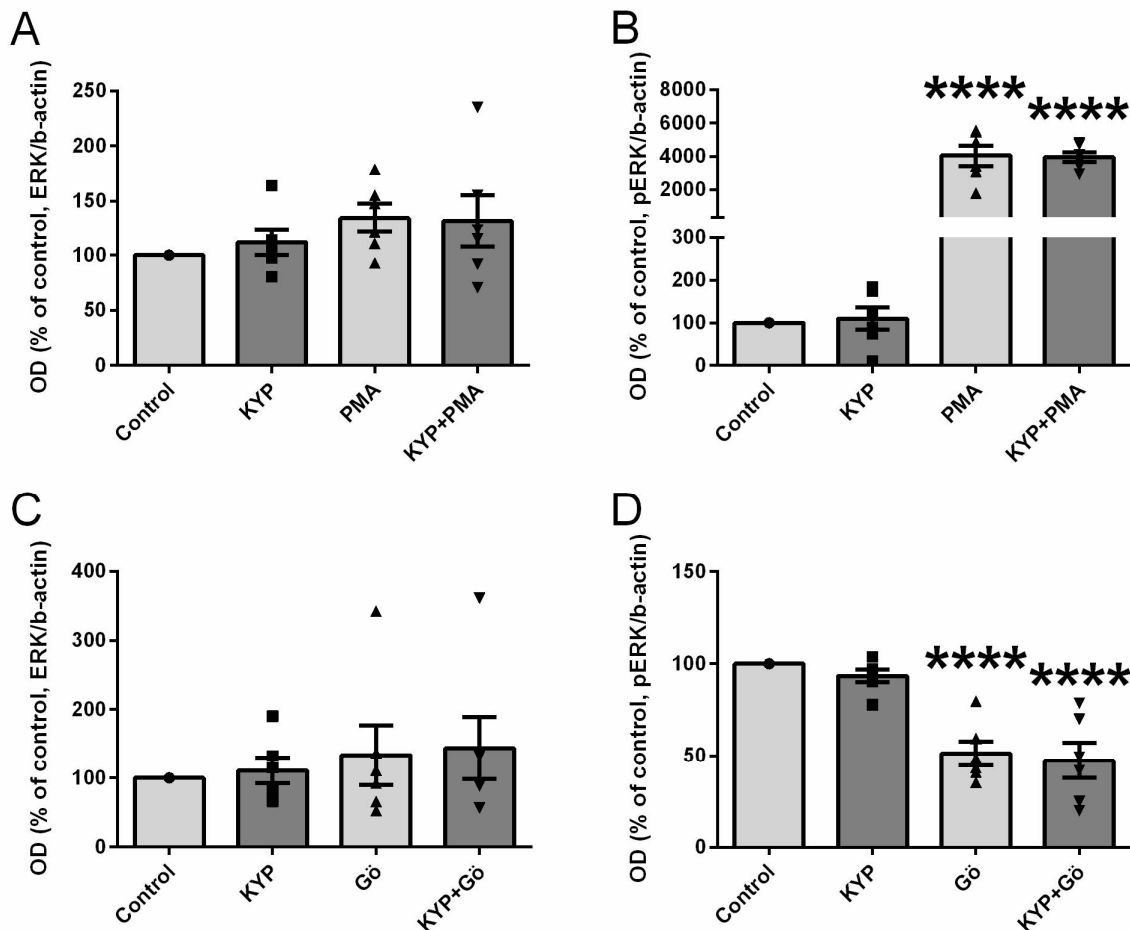 A
OD (% of control, ERK/b-actin)
250
200
150
100
50
0
Control
KYP
PMA
KYP+PMA
B
OD (% of control, pERK/b-actin)
8000
6000
4000
2000
300
200
100
0
****
****
Control
KYP
PMA
KYP+PMA
C
OD (% of control, ERK/b-actin)
400
300
200
100
0
Control
KYP
Gö
KYP+Gö
D
OD (% of control, pERK/b-actin)
150
100
50
0
****
****
Control
KYP
Gö
KYP+Gö